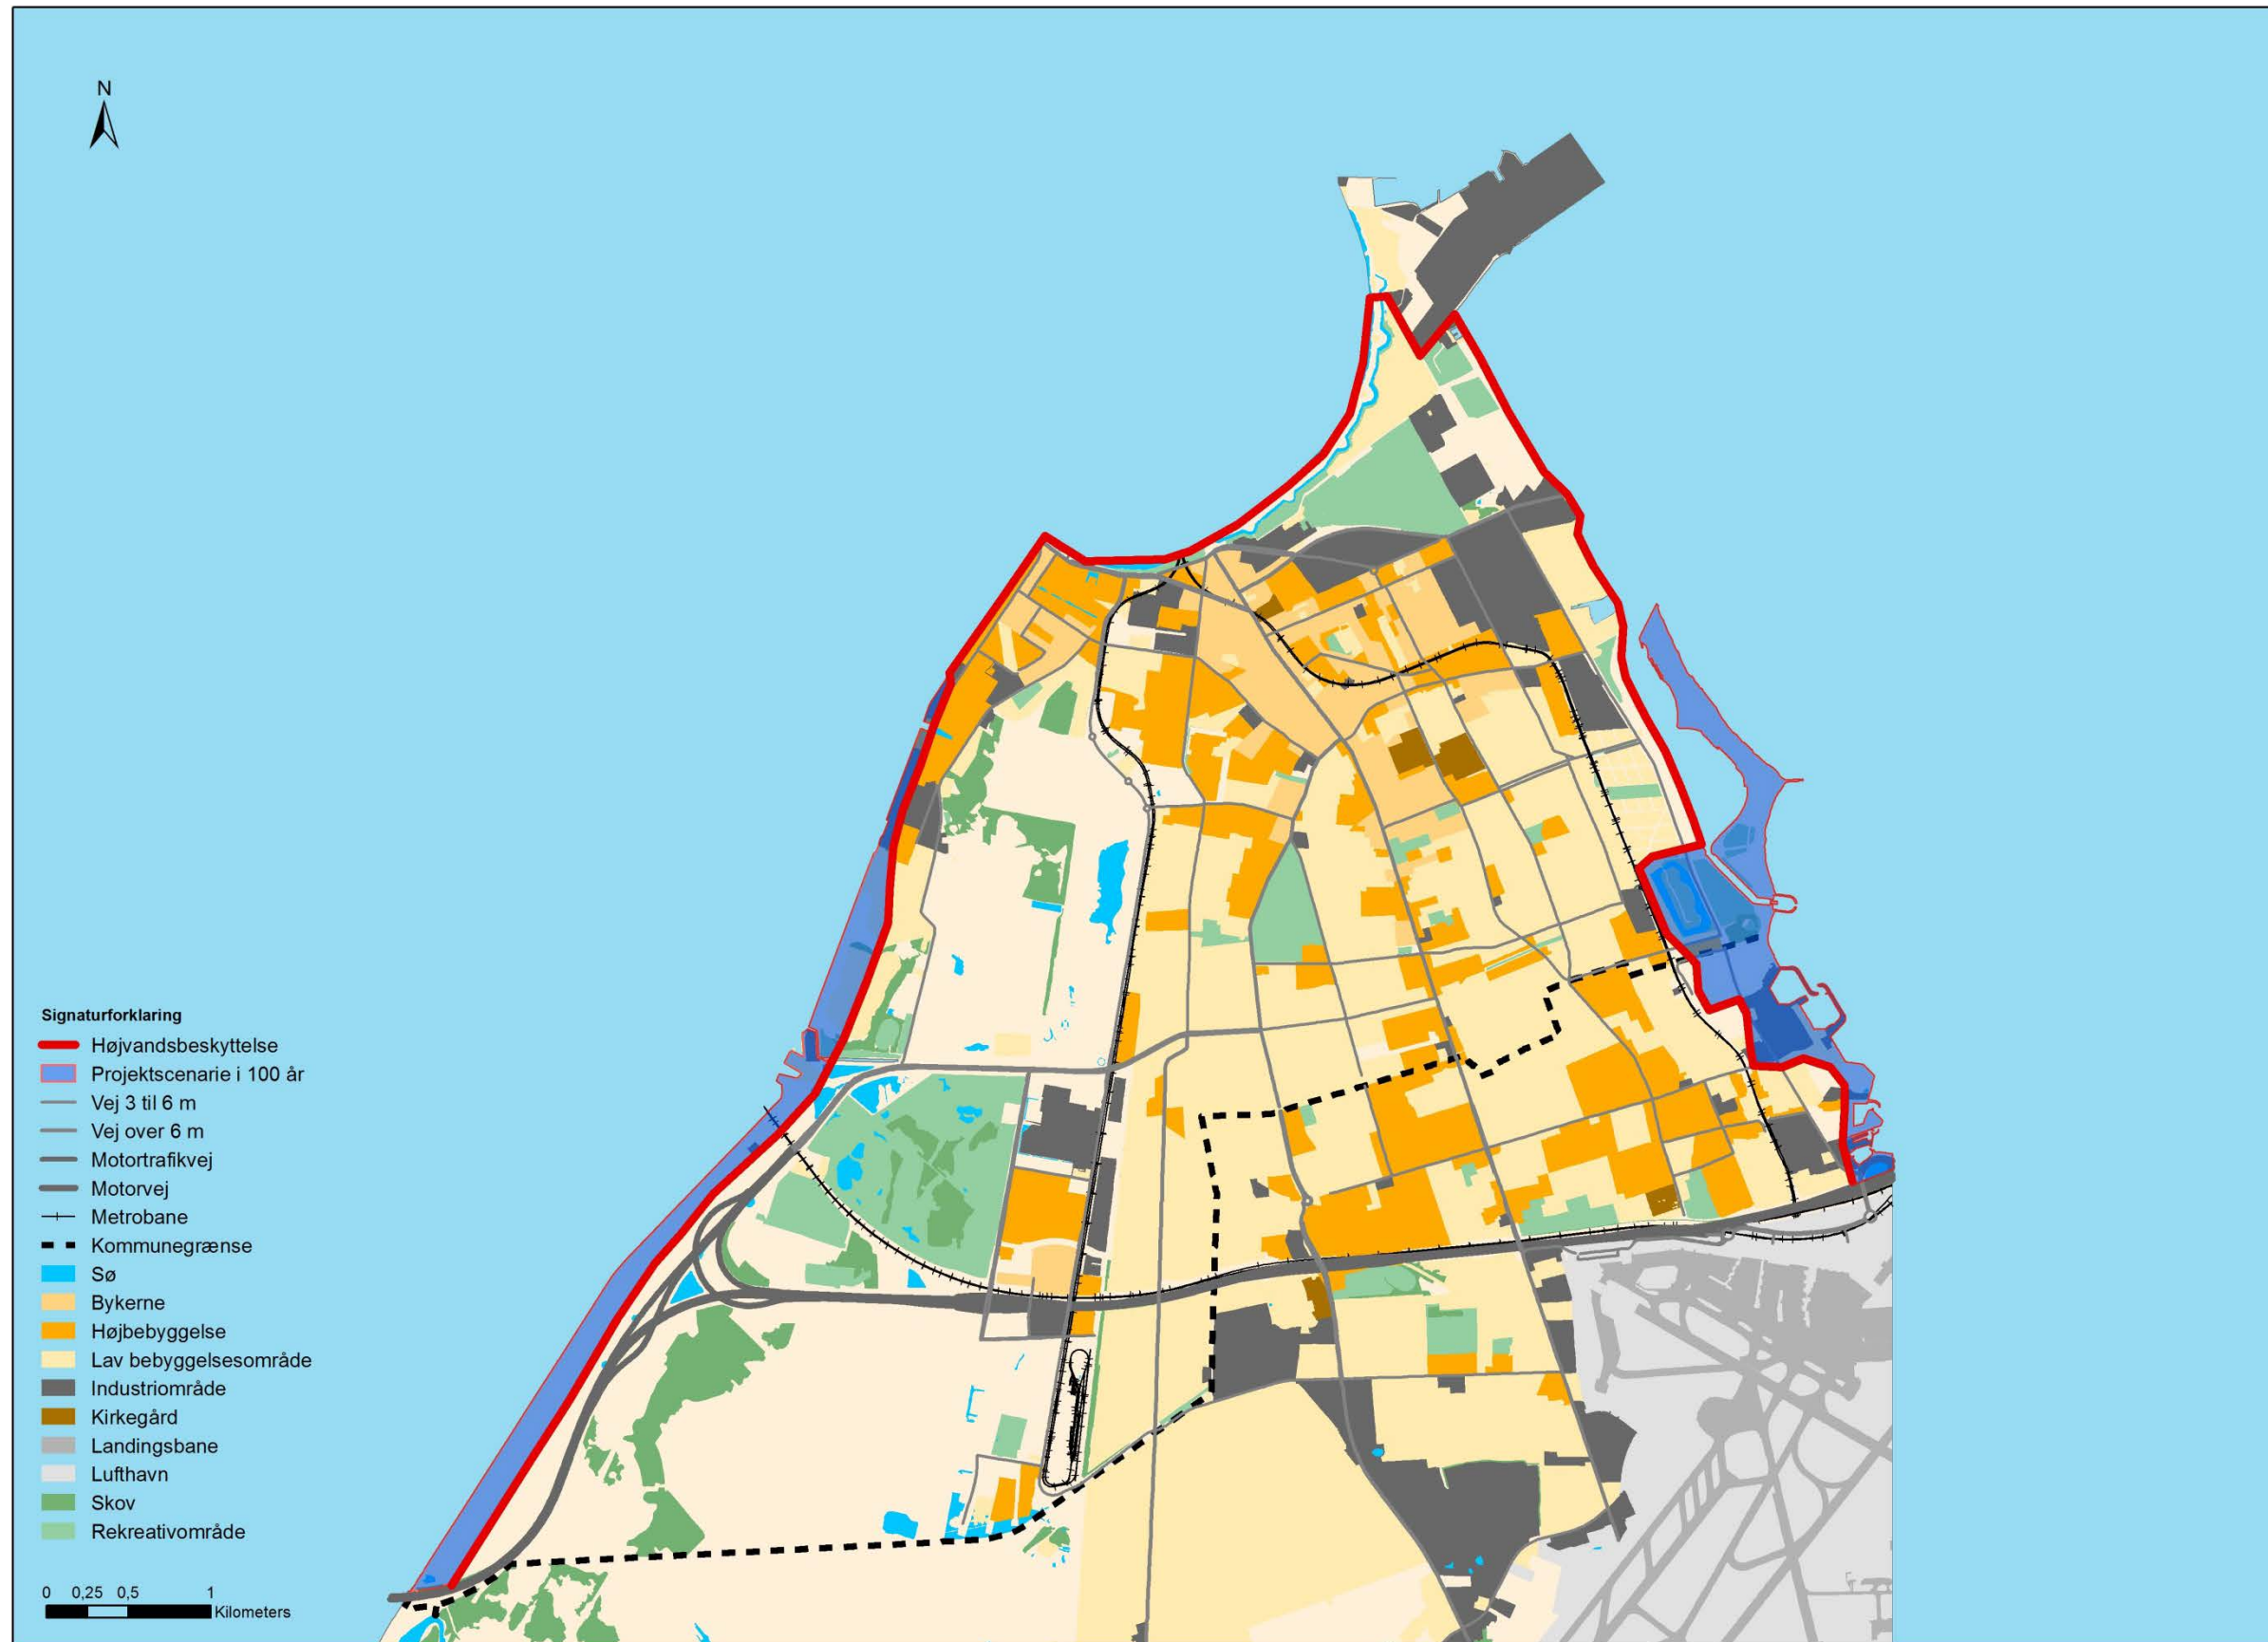 N
Signaturforklaring
Højvandsbeskyttelse
Projektscenarie i 100 år
Vej 3 til 6 m
Vej over 6 m
Motortrafikvej
Motorvej
Metrobane
Kommunegrænse
Sø
Bykerne
Højbebyggelse
Lav bebyggelsesområde
Industriområde
Kirkegård
Landingsbane
Lufthavn
Skov
Rekreativområde
0 0,25 0,5 1
Kilometers